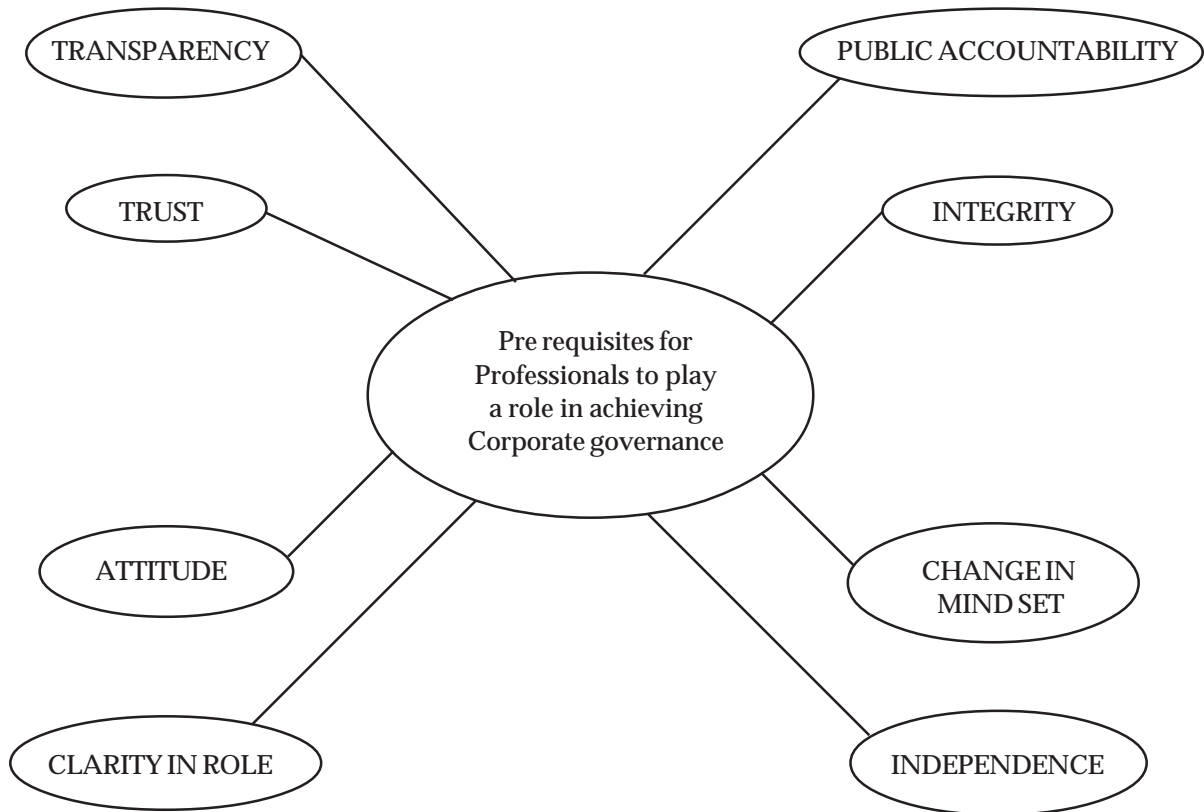 TRANSPARENCY
PUBLIC ACCOUNTABILITY
TRUST
INTEGRITY
Pre requisites for
Professionals to play
a role in achieving
Corporate governance
ATTITUDE
CHANGE IN
MIND SET
CLARITY IN ROLE
INDEPENDENCE